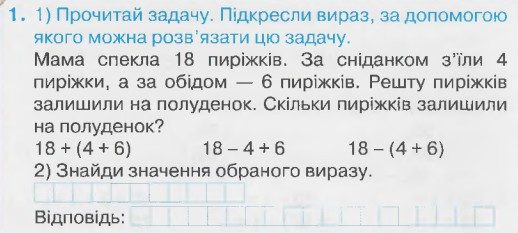 1. 1) Прочитай задачу. Підкресли вираз, за допомогою
якого можна розв'язати цю задачу.
Мама спекла 18 пиріжків. За сніданком з'їли 4
пиріжки, а за обідом — 6 пиріжків. Решту пиріжків
залишили на полуденок. Скільки пиріжків залишили
на полуденок?
18 + (4 + 6) 18 – 4 + 6 18 – (4 + 6)
2) Знайди значення обраного виразу.
Відповідь: